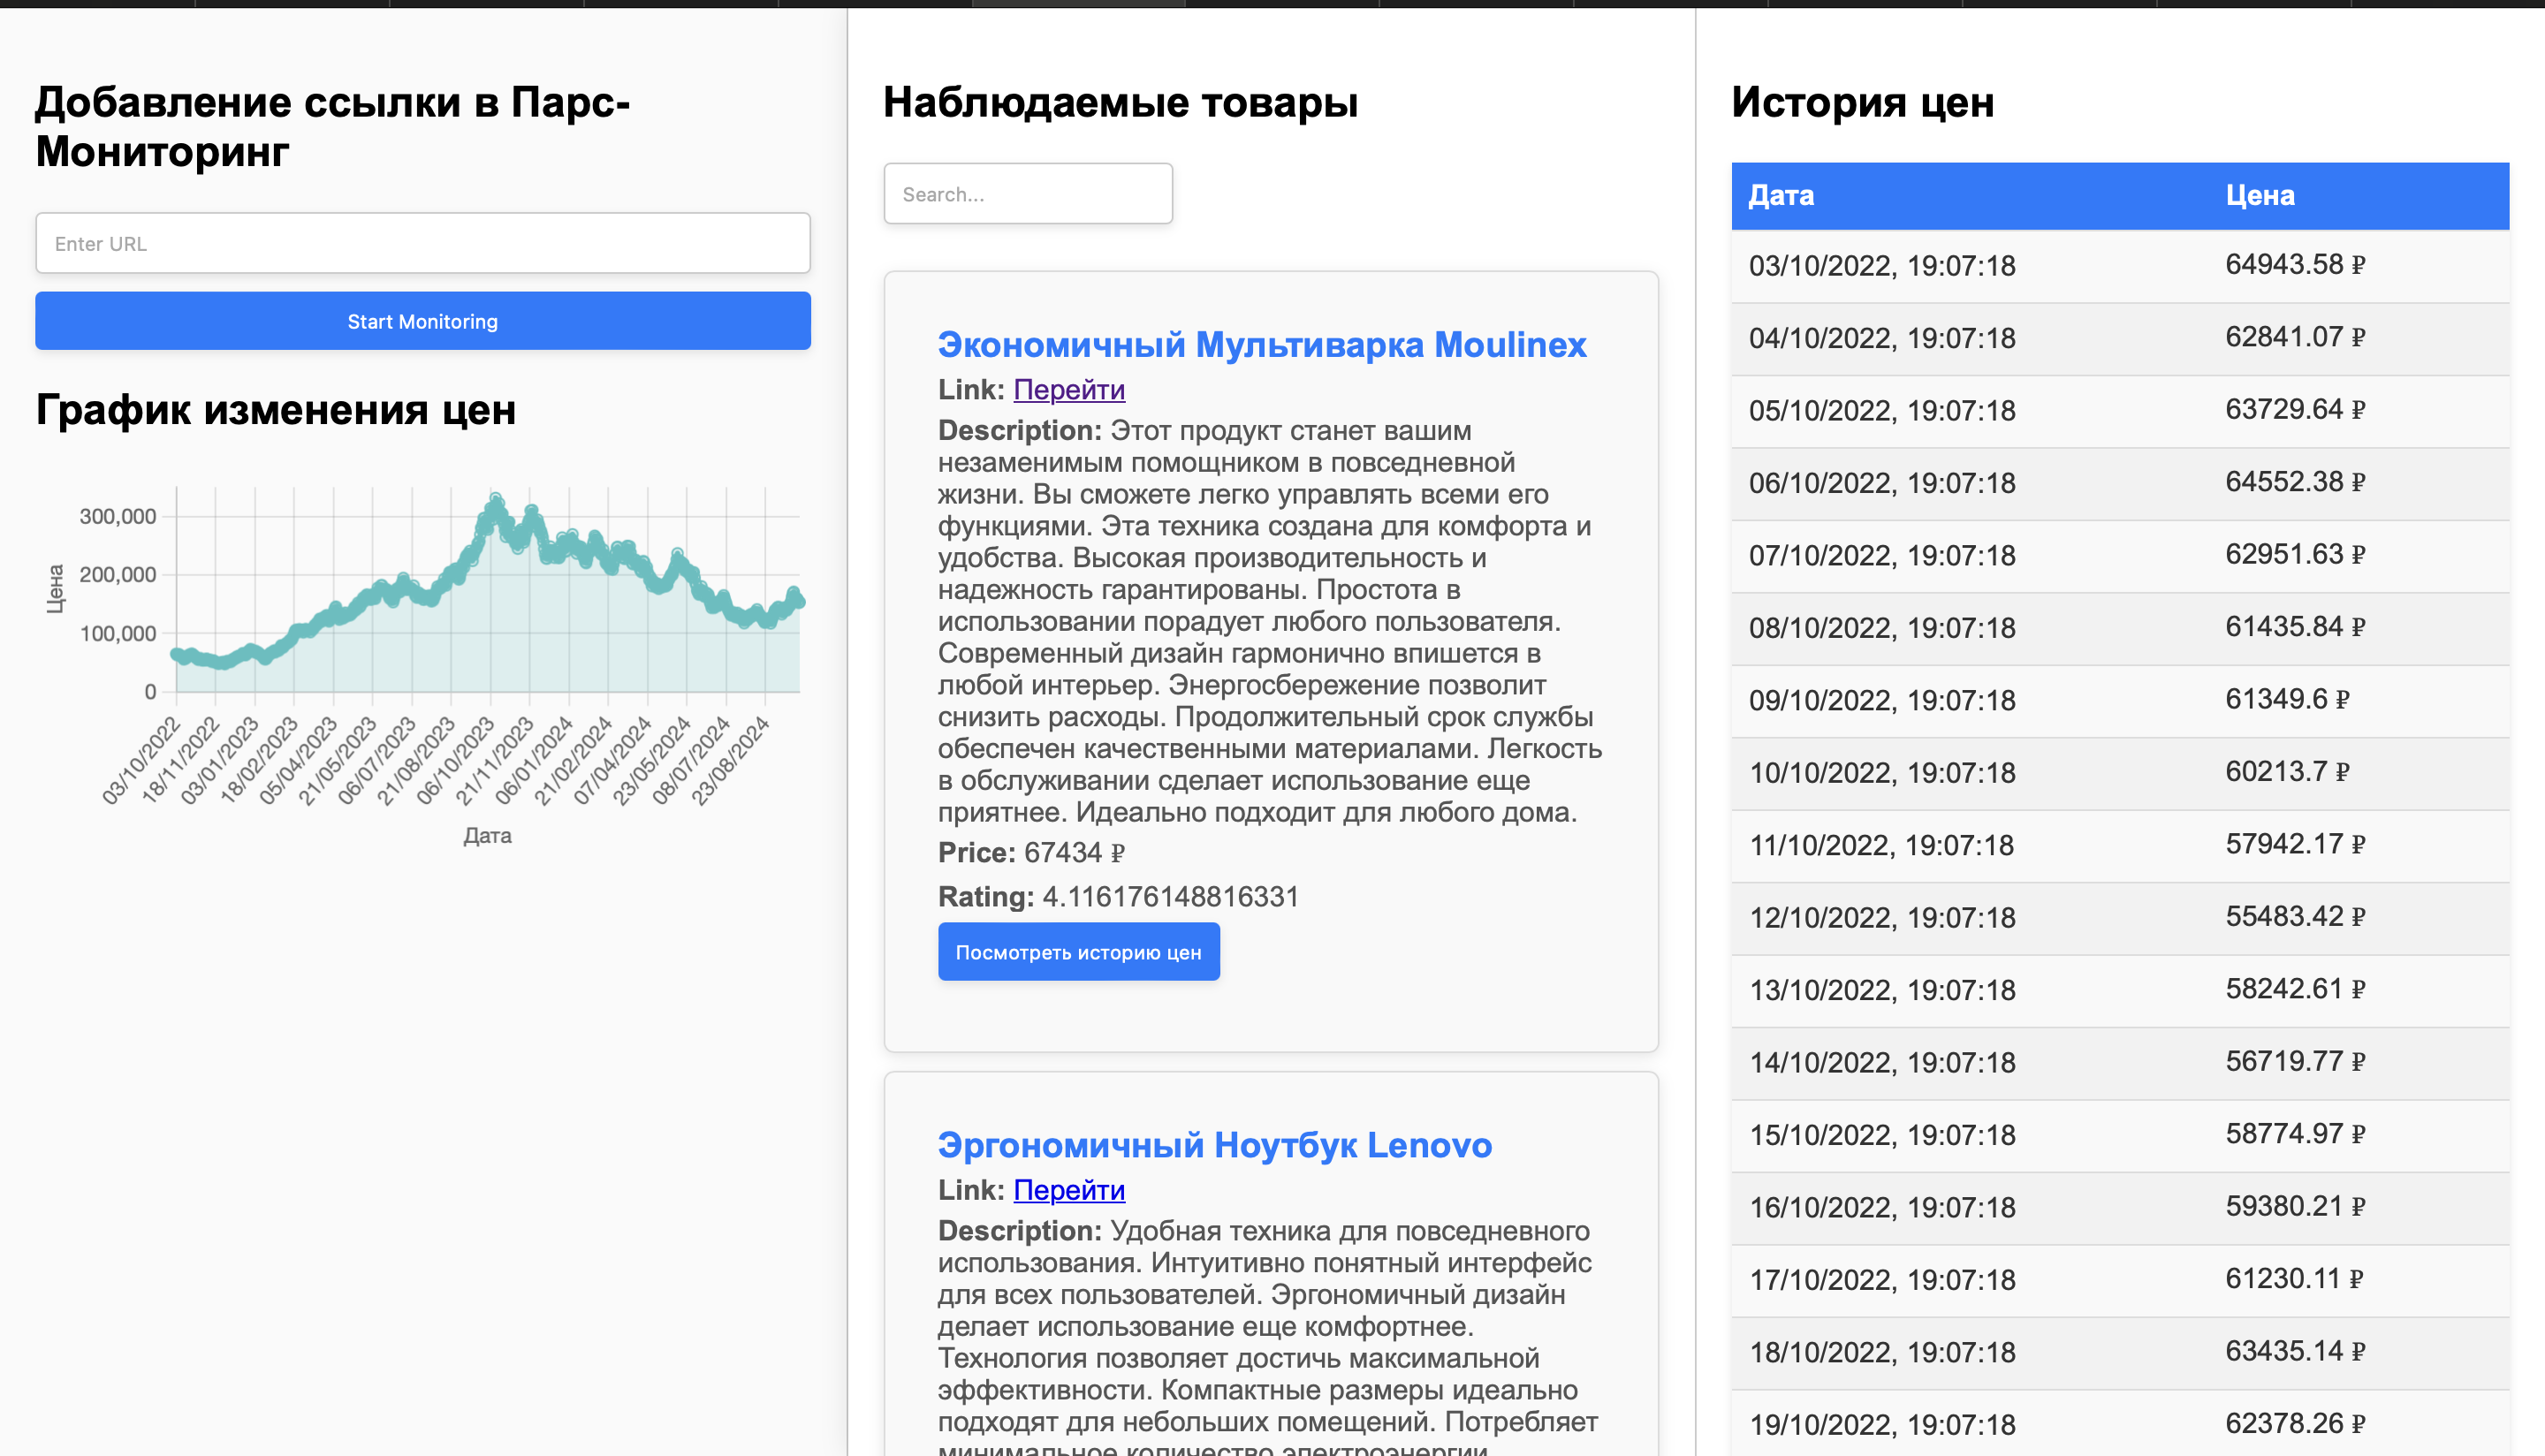 Добавление ссылки в Парс-
Мониторинг
Enter URL
Start Monitoring
График изменения цен
Цена
300,000
200,000
100,000
0
03/10/2022
18/11/2022
03/01/2023
18/02/2023
05/04/2023
21/05/2023
06/07/2023
21/08/2023
06/10/2023
21/11/2023
06/01/2024
21/02/2024
07/04/2024
23/05/2024
08/07/2024
23/08/2024
Дата
Наблюдаемые товары
Search...
Экономичный Мультиварка Moulinex
Link: Перейти
Description: Этот продукт станет вашим
незаменимым помощником в повседневной
жизни. Вы сможете легко управлять всеми его
функциями. Эта техника создана для комфорта и
удобства. Высокая производительность и
надежность гарантированы. Простота в
использовании порадует любого пользователя.
Современный дизайн гармонично впишется в
любой интерьер. Энергосбережение позволит
снизить расходы. Продолжительный срок службы
обеспечен качественными материалами. Легкость
в обслуживании сделает использование еще
приятнее. Идеально подходит для любого дома.
Price: 67434 ₽
Rating: 4.116176148816331
Посмотреть историю цен
Эргономичный Ноутбук Lenovo
Link: Перейти
Description: Удобная техника для повседневного
использования. Интуитивно понятный интерфейс
для всех пользователей. Эргономичный дизайн
делает использование еще комфортнее.
Технология позволяет достичь максимальной
эффективности. Компактные размеры идеально
подходят для небольших помещений. Потребляет
минимальное количество электроэнергии.
История цен
Дата Цена
03/10/2022, 19:07:18 64943.58 ₽
04/10/2022, 19:07:18 62841.07 ₽
05/10/2022, 19:07:18 63729.64 ₽
06/10/2022, 19:07:18 64552.38 ₽
07/10/2022, 19:07:18 62951.63 ₽
08/10/2022, 19:07:18 61435.84 ₽
09/10/2022, 19:07:18 61349.6 ₽
10/10/2022, 19:07:18 60213.7 ₽
11/10/2022, 19:07:18 57942.17 ₽
12/10/2022, 19:07:18 55483.42 ₽
13/10/2022, 19:07:18 58242.61 ₽
14/10/2022, 19:07:18 56719.77 ₽
15/10/2022, 19:07:18 58774.97 ₽
16/10/2022, 19:07:18 59380.21 ₽
17/10/2022, 19:07:18 61230.11 ₽
18/10/2022, 19:07:18 63435.14 ₽
19/10/2022, 19:07:18 62378.26 ₽